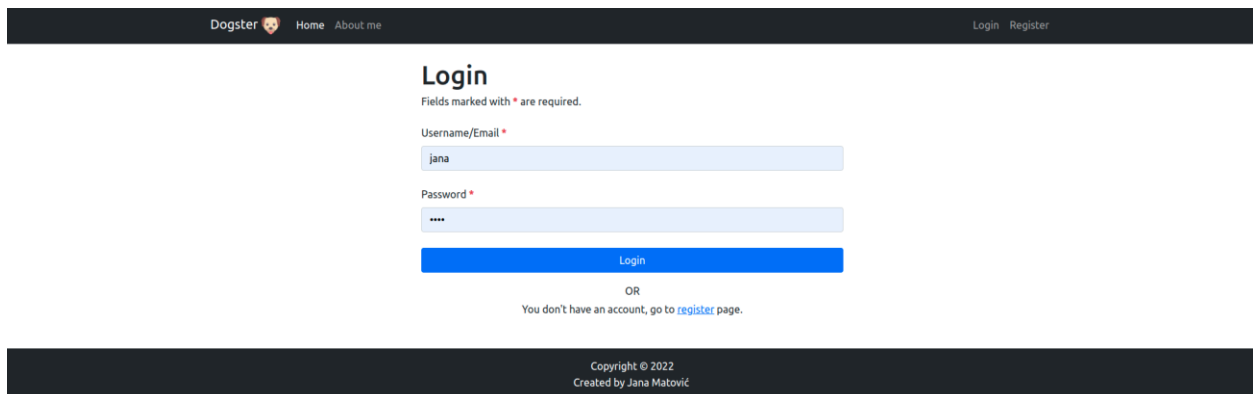 Dogster Home About me Login Register
Login
Fields marked with * are required.
Username/Email *
jana
Password *
••••
Login
OR
You don't have an account, go to register page.
Copyright © 2022
Created by Jana Matović